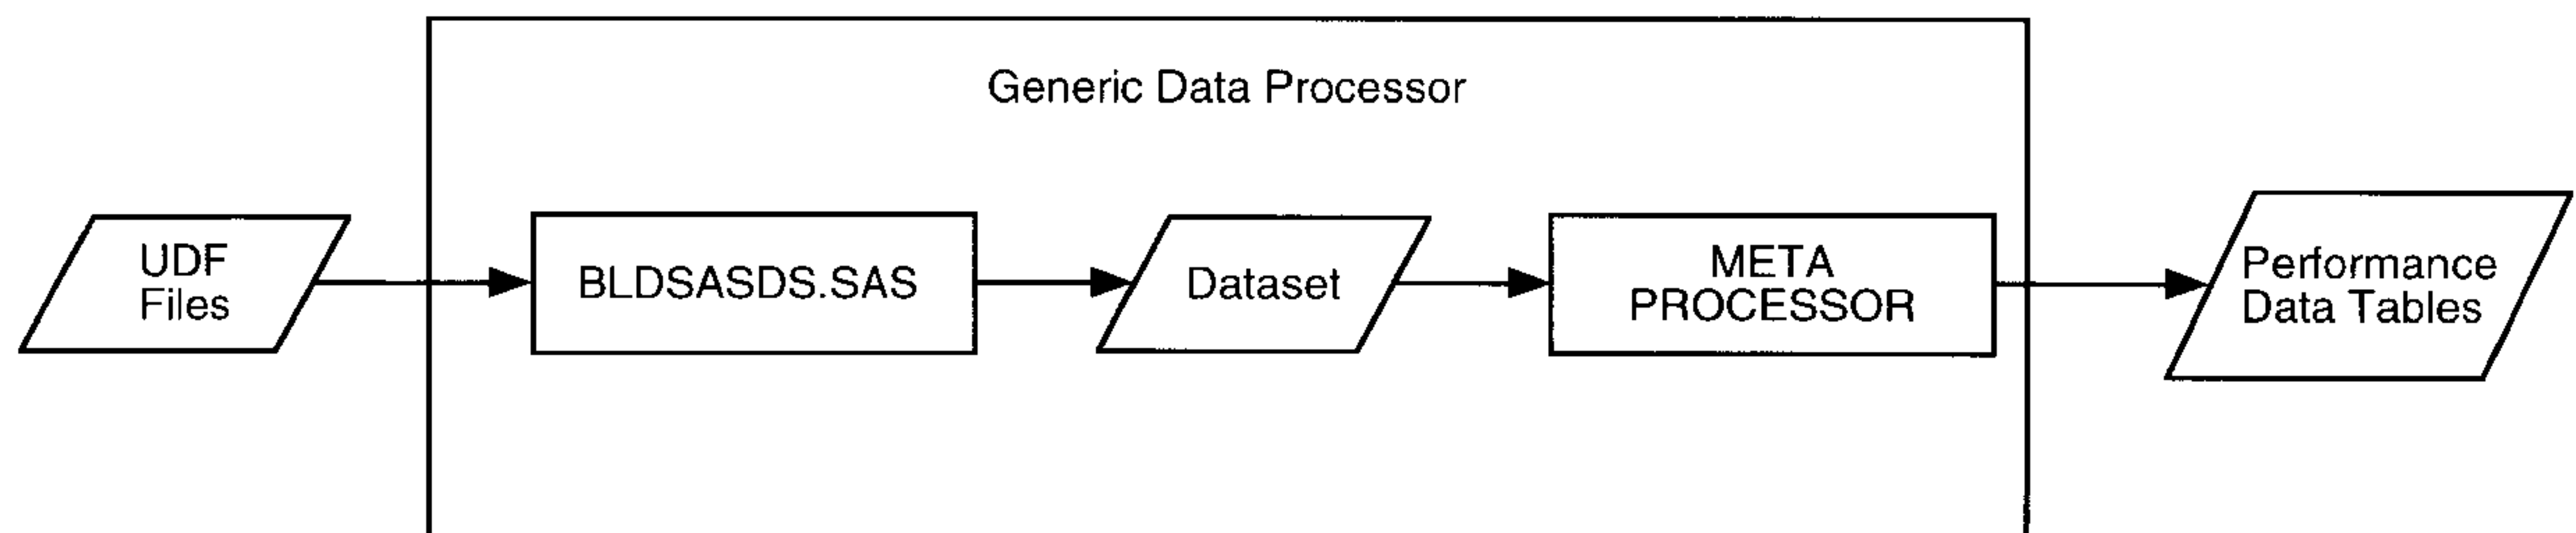 Generic Data Processor
UDF
Files
BLDSASDS.SAS
Dataset
META
PROCESSOR
Performance
Data Tables